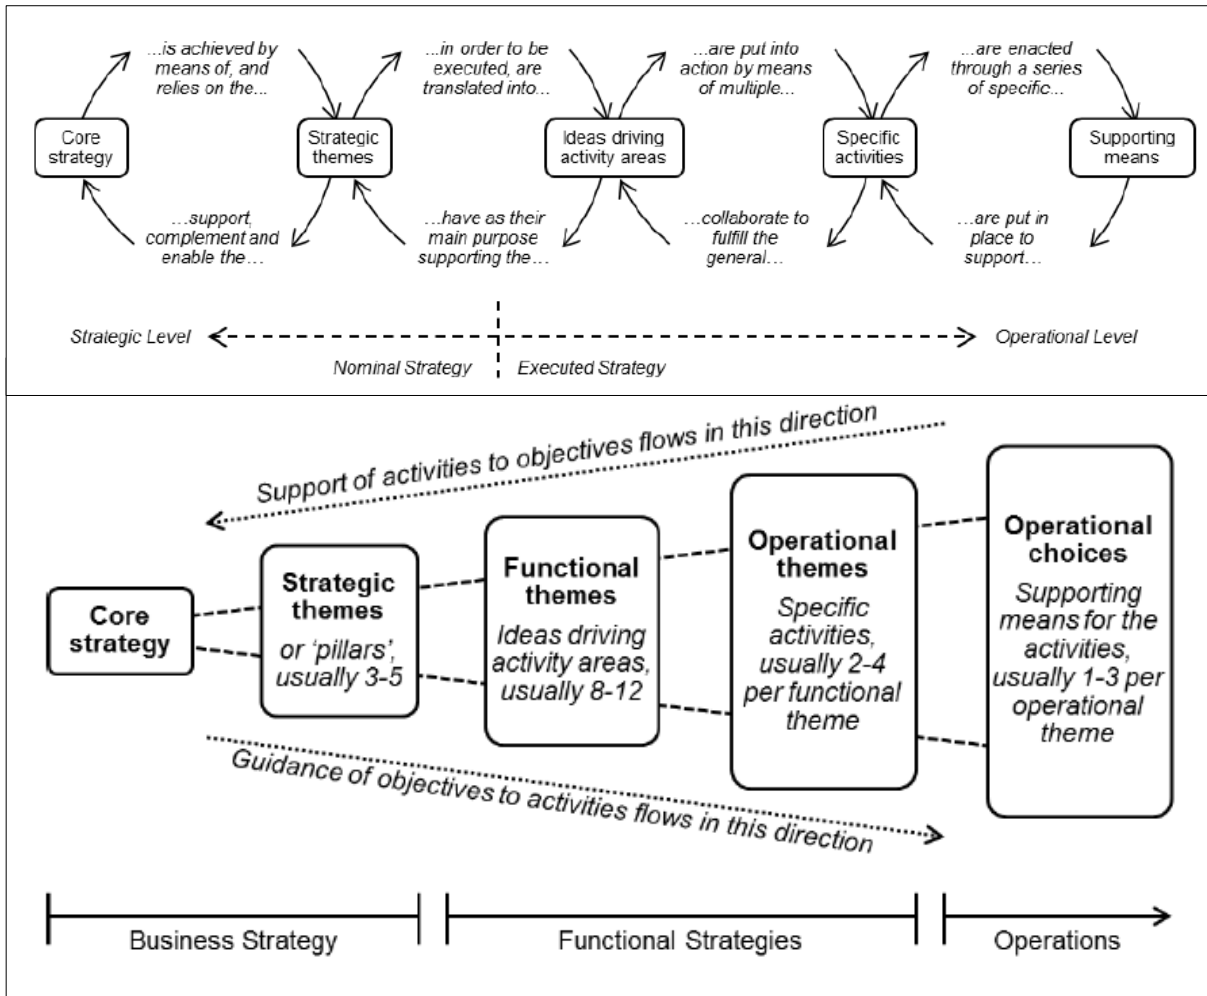 …is achieved by
means of, and
relies on the…
…in order to be
executed, are
translated into…
…are put into
action by means
of multiple…
…are enacted
through a series
of specific…
Core
strategy
Strategic
themes
Ideas driving
activity areas
Specific
activities
Supporting
means
…support,
complement and
enable the…
…have as their
main purpose
supporting the…
…collaborate to
fulfill the
general…
…are put in
place to
support…
Strategic Level
Operational Level
Nominal Strategy
Executed Strategy
Support of activities to objectives flows in this direction
Core
strategy
Strategic
themes
or ‘pillars’,
usually 3-5
Functional
themes
Ideas driving
activity areas,
usually 8-12
Operational
themes
Specific
activities,
usually 2-4
per functional
theme
Operational
choices
Supporting
means for the
activities,
usually 1-3 per
operational
theme
Guidance of objectives to activities flows in this direction
Business Strategy
Functional Strategies
Operations